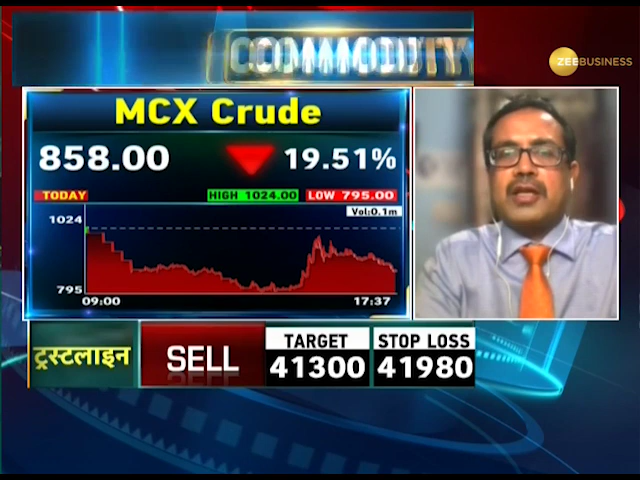 COMMODITY
ZEEBUSINESS
MCX Crude
858.00 19.51%
TODAY HIGH 1024.00 LOW 795.00
Vol:0.1m
1024
795
09:00 17:37
ट्रस्टलाइन SELL TARGET STOP LOSS
41300 41980